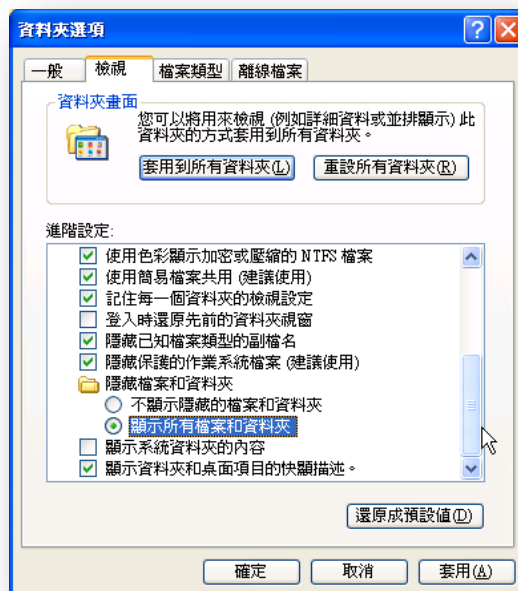 資料夾選項
一般 檢視 檔案類型 離線檔案
資料夾畫面
您可以將用來檢視 (例如詳細資料或並排顯示) 此
資料夾的方式套用到所有資料夾。
套用到所有資料夾(L) 重設所有資料夾(R)
進階設定:
使用色彩顯示加密或壓縮的 NTFS 檔案
使用簡易檔案共用 (建議使用)
記住每一個資料夾的檢視設定
登入時還原先前的資料夾視窗
隱藏已知檔案類型的副檔名
隱藏保護的作業系統檔案 (建議使用)
隱藏檔案和資料夾
不顯示隱藏的檔案和資料夾
顯示所有檔案和資料夾
顯示系統資料夾的內容
顯示資料夾和桌面項目的快顯描述。
還原成預設值(D)
確定 取消 套用(A)